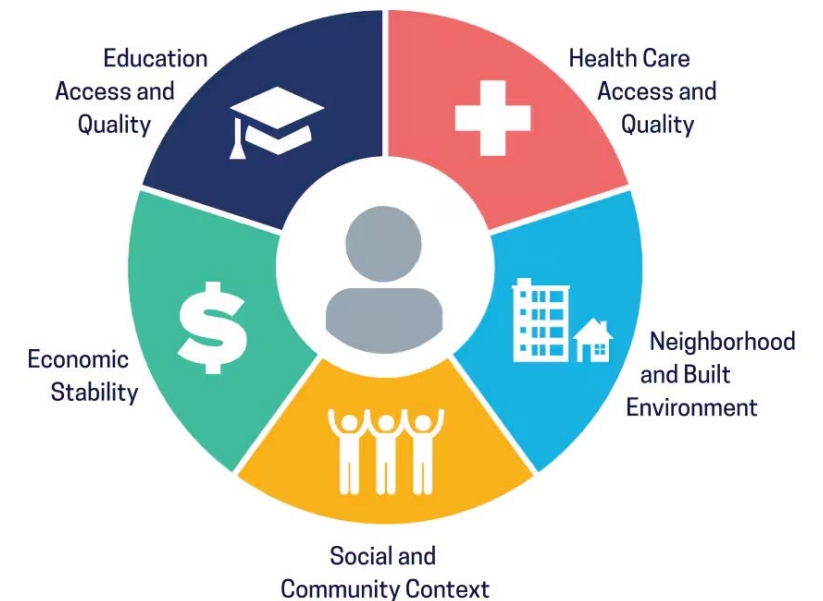 Education
Access and
Quality
Health Care
Access and
Quality
Economic
Stability
Neighborhood
and Built
Environment
Social and
Community Context